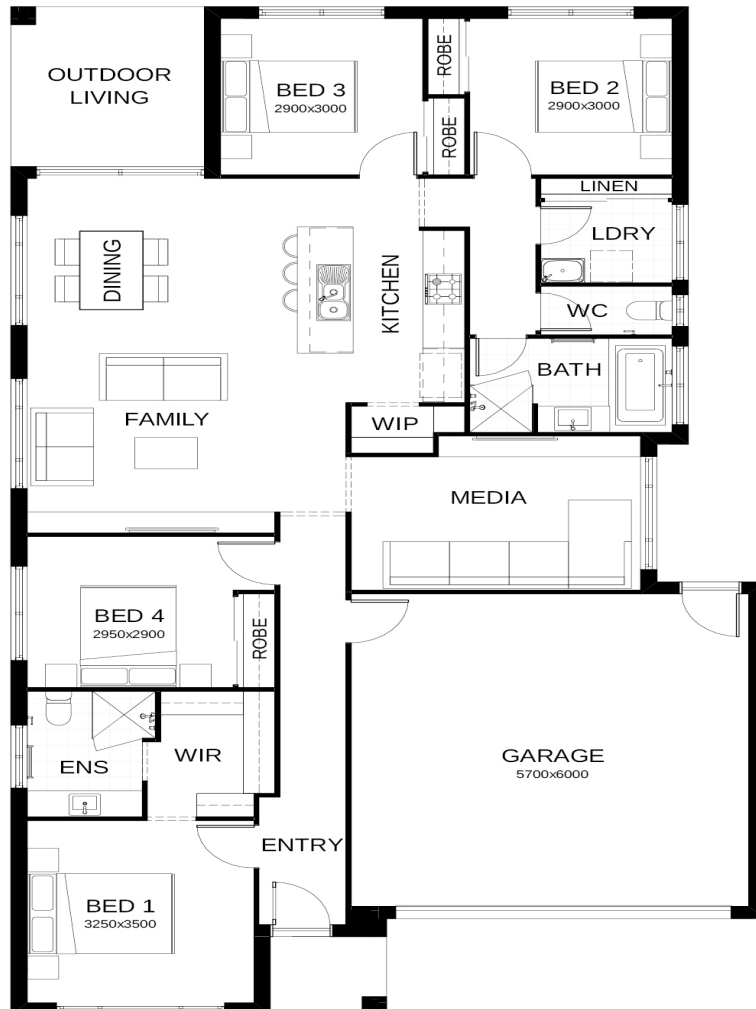 OUTDOOR
LIVING
BED 3
2900x3000
ROBE
ROBE
BED 2
2900x3000
LINEN
LDRY
WC
BATH
DINING
KITCHEN
FAMILY
WIP
MEDIA
BED 4
2950x2900
ROBE
ENS
WIR
GARAGE
5700x6000
ENTRY
BED 1
3250x3500